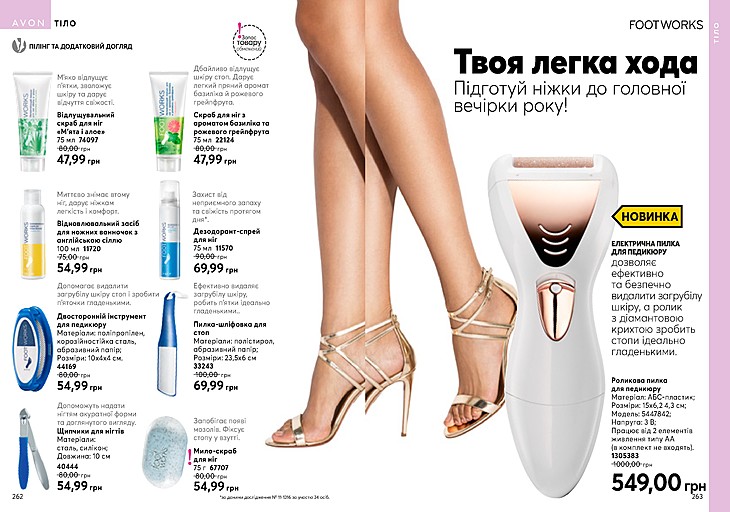 AVON ТІЛО
ПІЛІНГ ТА ДОДАТКОВИЙ ДОГЛЯД
Запас
товару
обмежений
М'яко відлущує
п'ятки, зволожує
шкіру та дарує
відчуття свіжості.
Відлущувальний
скраб для ніг
«М'ята і алое»
75 мл 74097
80,00 грн
47,99 грн
Дбайливо відлущує
шкіру стоп. Дарує
легкий пряний аромат
базиліка й рожевого
грейпфрута.
Скраб для ніг з
ароматом базиліка та
рожевого грейпфрута
75 мл 22124
80,00 грн
47,99 грн
Миттєво знімає втому
ніг, дарує ніжкам
легкість і комфорт.
Відновлювальний засіб
для ножних ванночок з
англійською сіллю
100 мл 11720
75,00 грн
54,99 грн
Захист від
неприємного запаху
та свіжість протягом
дня*.
Дезодорант-спрей
для ніг
75 мл 11570
90,00 грн
69,99 грн
Допомагає видалити
загрубілу шкіру стоп і зробити
п'яточки гладенькими.
Двосторонній інструмент
для педикюру
Матеріали: поліпропілен,
корозійностійка сталь,
абразивний папір;
Розміри: 10х4х4 см.
44169
80,00 грн
54,99 грн
Ефективно видаляє
загрубілу шкіру,
робить п'ятки ідеально
гладенькими..
Пилка-шліфовка для
стоп
Матеріали: полістирол,
абразивний папір;
Розміри: 23,5х6 см
33243
100,00 грн
69,99 грн
Допоможуть надати
нігтям акуратної форми
та доглянутого вигляду.
Щипчики для нігтів
Матеріали:
сталь, силікон;
Довжина: 10 см
40444
80,00 грн
54,99 грн
Запобігає появі
мозолів. Фіксує
стопу у взутті.
! Мило-скраб
для ніг
75 г 67707
80,00 грн
54,99 грн
262
*за даними дослідження № 11-1216 за участю 34 осіб.
FOOTWORKS
ТІЛО
Твоя легка хода
Підготуй ніжки до головної
вечірки року!
НОВИНКА
ЕЛЕКТРИЧНА ПИЛКА
ДЛЯ ПЕДИКЮРУ
дозволяє
ефективно
та безпечно
видалити загрубілу
шкіру, а ролик
з діамантовою
крихтою зробить
стопи ідеально
гладенькими.
Роликова пилка
для педикюру
Матеріал: АБС-пластик;
Розміри: 15х6,2 4,3 см;
Модель: 5447842;
Напруга: 3 В;
Працює від 2 елементів
живлення типу АА
(в комплект не входять).
1305383
1000,00 грн
549,00 грн
263